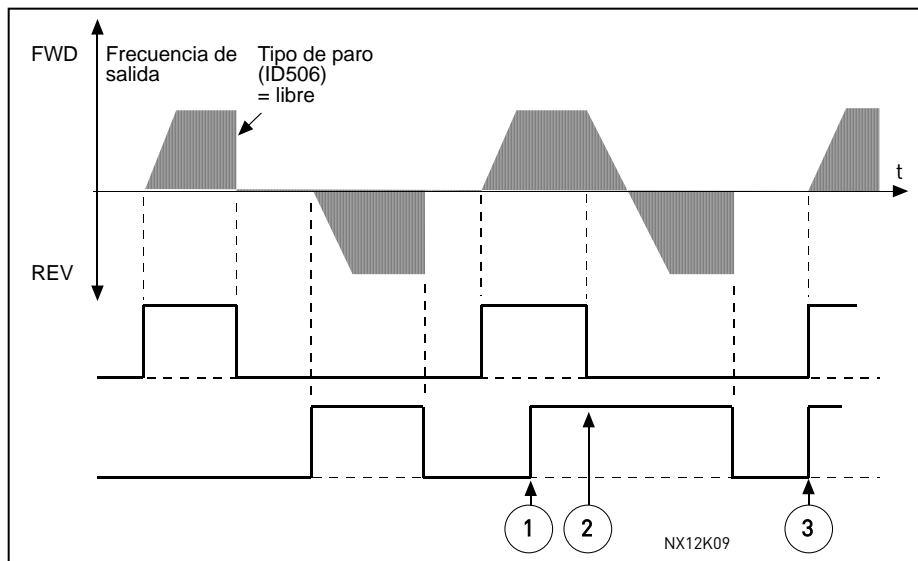 FWD
Frecuencia de
salida
Tipo de paro
(ID506)
= libre
t
REV
1
2
3
NX12K09